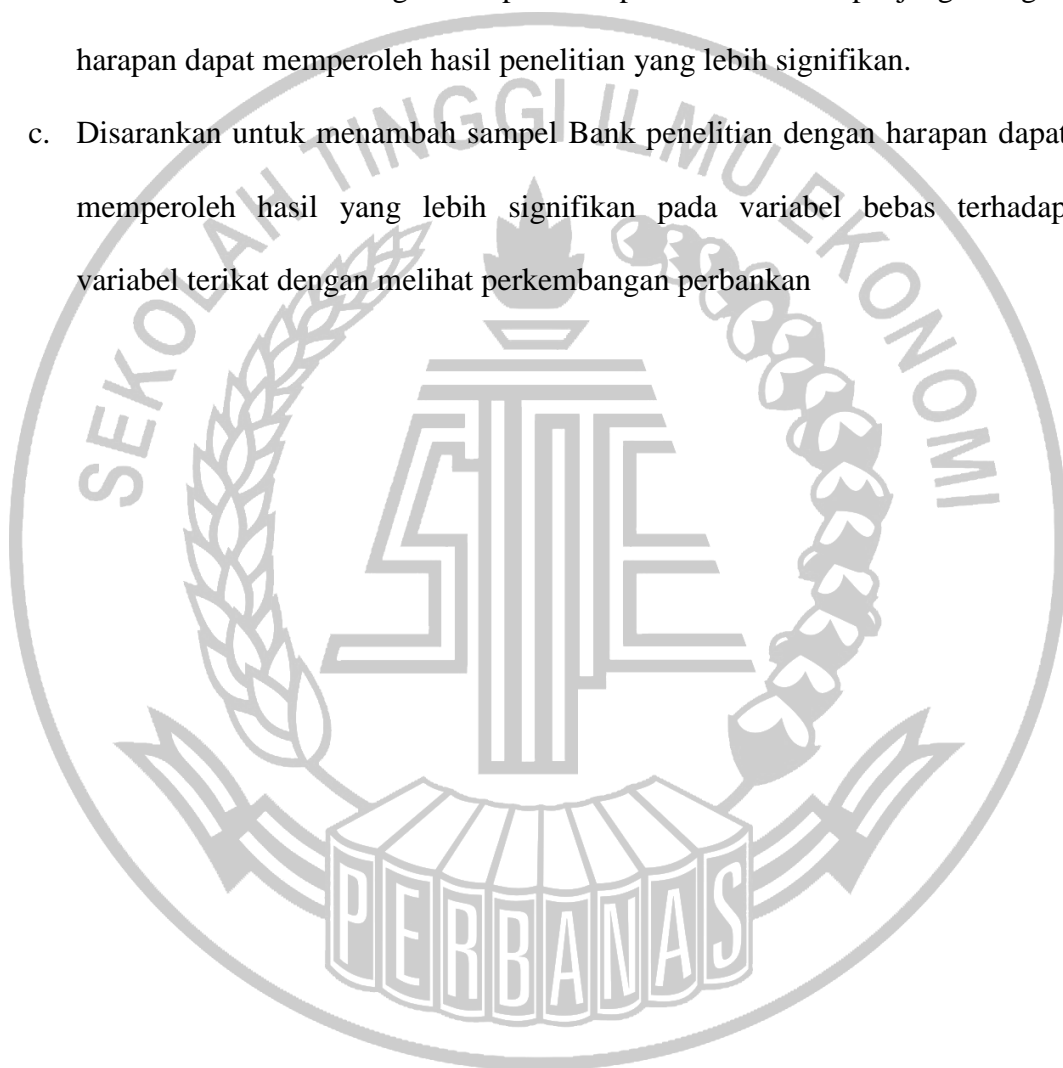 harapan dapat memperoleh hasil penelitian yang lebih signifikan.
c. Disarankan untuk menambah sampel Bank penelitian dengan harapan dapat
memperoleh hasil yang lebih signifikan pada variabel bebas terhadap
variabel terikat dengan melihat perkembangan perbankan
SEKOLAH TINGGI ILMU EKONOMI
STIE
PERBANAS